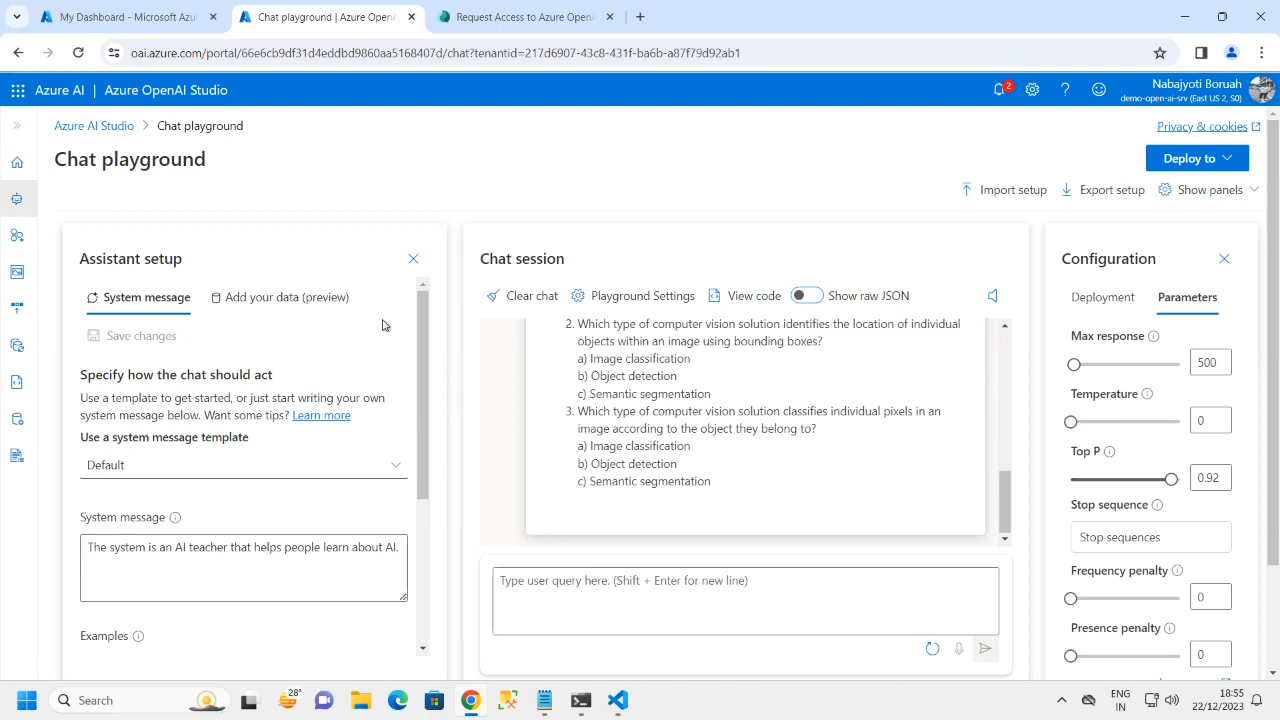 My Dashboard - Microsoft Azu
Chat playground | Azure OpenA
Request Access to Azure OpenA
oai.azure.com/portal/66e6cb9df31d4eddbd9860aa5168407d/chat?tenantid=217d6907-43c8-431f-ba6b-a87f79d92ab1
Azure AI | Azure OpenAI Studio
2
Nabajyoti Boruah
demo-open-ai-srv (East US 2, S0)
Azure AI Studio > Chat playground
Privacy & cookies
Chat playground
Deploy to
Import setup
Export setup
Show panels
Assistant setup
System message
Add your data (preview)
Save changes
Specify how the chat should act
Use a template to get started, or just start writing your own
system message below. Want some tips? Learn more
Use a system message template
Default
System message
The system is an AI teacher that helps people learn about AI.
Examples
Chat session
Clear chat
Playground Settings
View code
Show raw JSON
2. Which type of computer vision solution identifies the location of individual
objects within an image using bounding boxes?
a) Image classification
b) Object detection
c) Semantic segmentation
3. Which type of computer vision solution classifies individual pixels in an
image according to the object they belong to?
a) Image classification
b) Object detection
c) Semantic segmentation
Type user query here. (Shift + Enter for new line)
Configuration
Deployment
Parameters
Max response
500
Temperature
0
Top P
0.92
Stop sequence
Stop sequences
Frequency penalty
0
Presence penalty
0
Search
28°
ENG
IN
18:55
22/12/2023